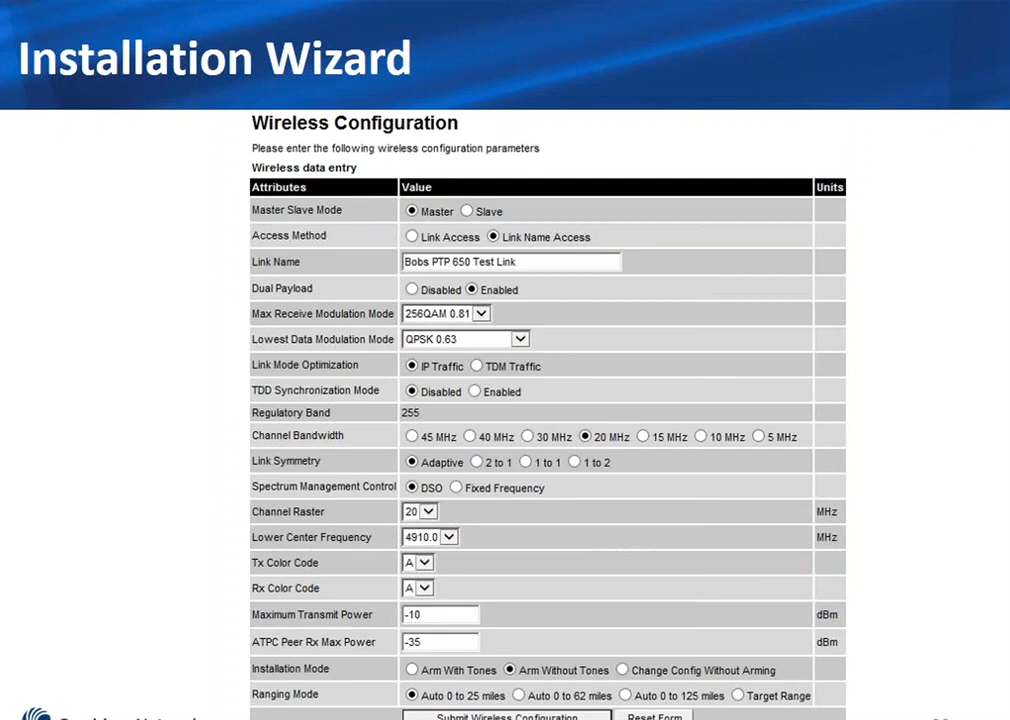 Installation Wizard
Wireless Configuration
Please enter the following wireless configuration parameters
Wireless data entry
Attributes Value Units
Master Slave Mode Master Slave
Access Method Link Access Link Name Access
Link Name Bobs PTP 650 Test Link
Dual Payload Disabled Enabled
Max Receive Modulation Mode 256QAM 0.81
Lowest Data Modulation Mode QPSK 0.63
Link Mode Optimization IP Traffic TDM Traffic
TDD Synchronization Mode Disabled Enabled
Regulatory Band 255
Channel Bandwidth 45 MHz 40 MHz 30 MHz 20 MHz 15 MHz 10 MHz 5 MHz
Link Symmetry Adaptive 2 to 1 1 to 1 1 to 2
Spectrum Management Control DSO Fixed Frequency
Channel Raster 20 MHz
Lower Center Frequency 4910.0 MHz
Tx Color Code A
Rx Color Code A
Maximum Transmit Power -10 dBm
ATPC Peer Rx Max Power -35 dBm
Installation Mode Arm With Tones Arm Without Tones Change Config Without Arming
Ranging Mode Auto 0 to 25 miles Auto 0 to 62 miles Auto 0 to 125 miles Target Range
Submit Wireless Configuration Reset Form